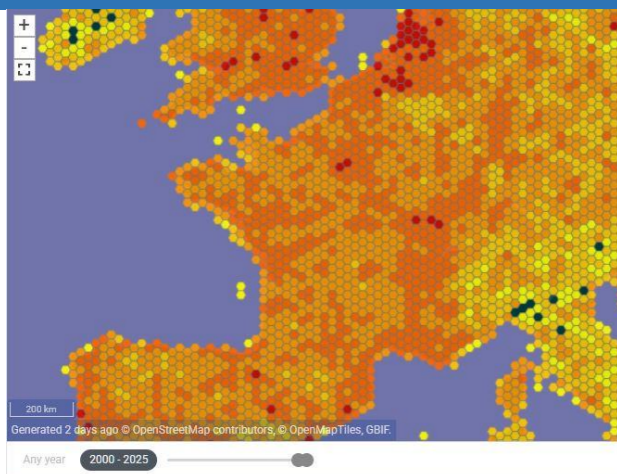 +
-
200 km
Generated 2 days ago © OpenStreetMap contributors, © OpenMapTiles, GBIF.
Any year 2000 - 2025